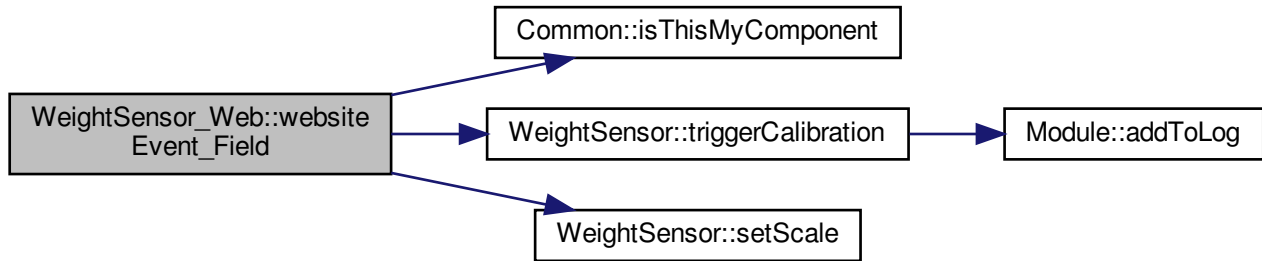 Common::isThisMyComponent
WeightSensor_Web::website
Event_Field
WeightSensor::triggerCalibration
Module::addToLog
WeightSensor::setScale